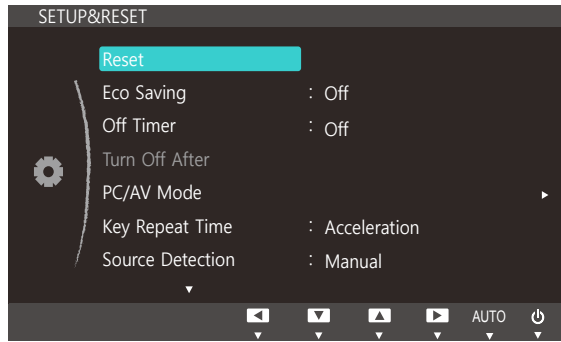 SETUP&RESET
Reset
Eco Saving : Off
Off Timer : Off
Turn Off After
PC/AV Mode
Key Repeat Time : Acceleration
Source Detection : Manual
AUTO